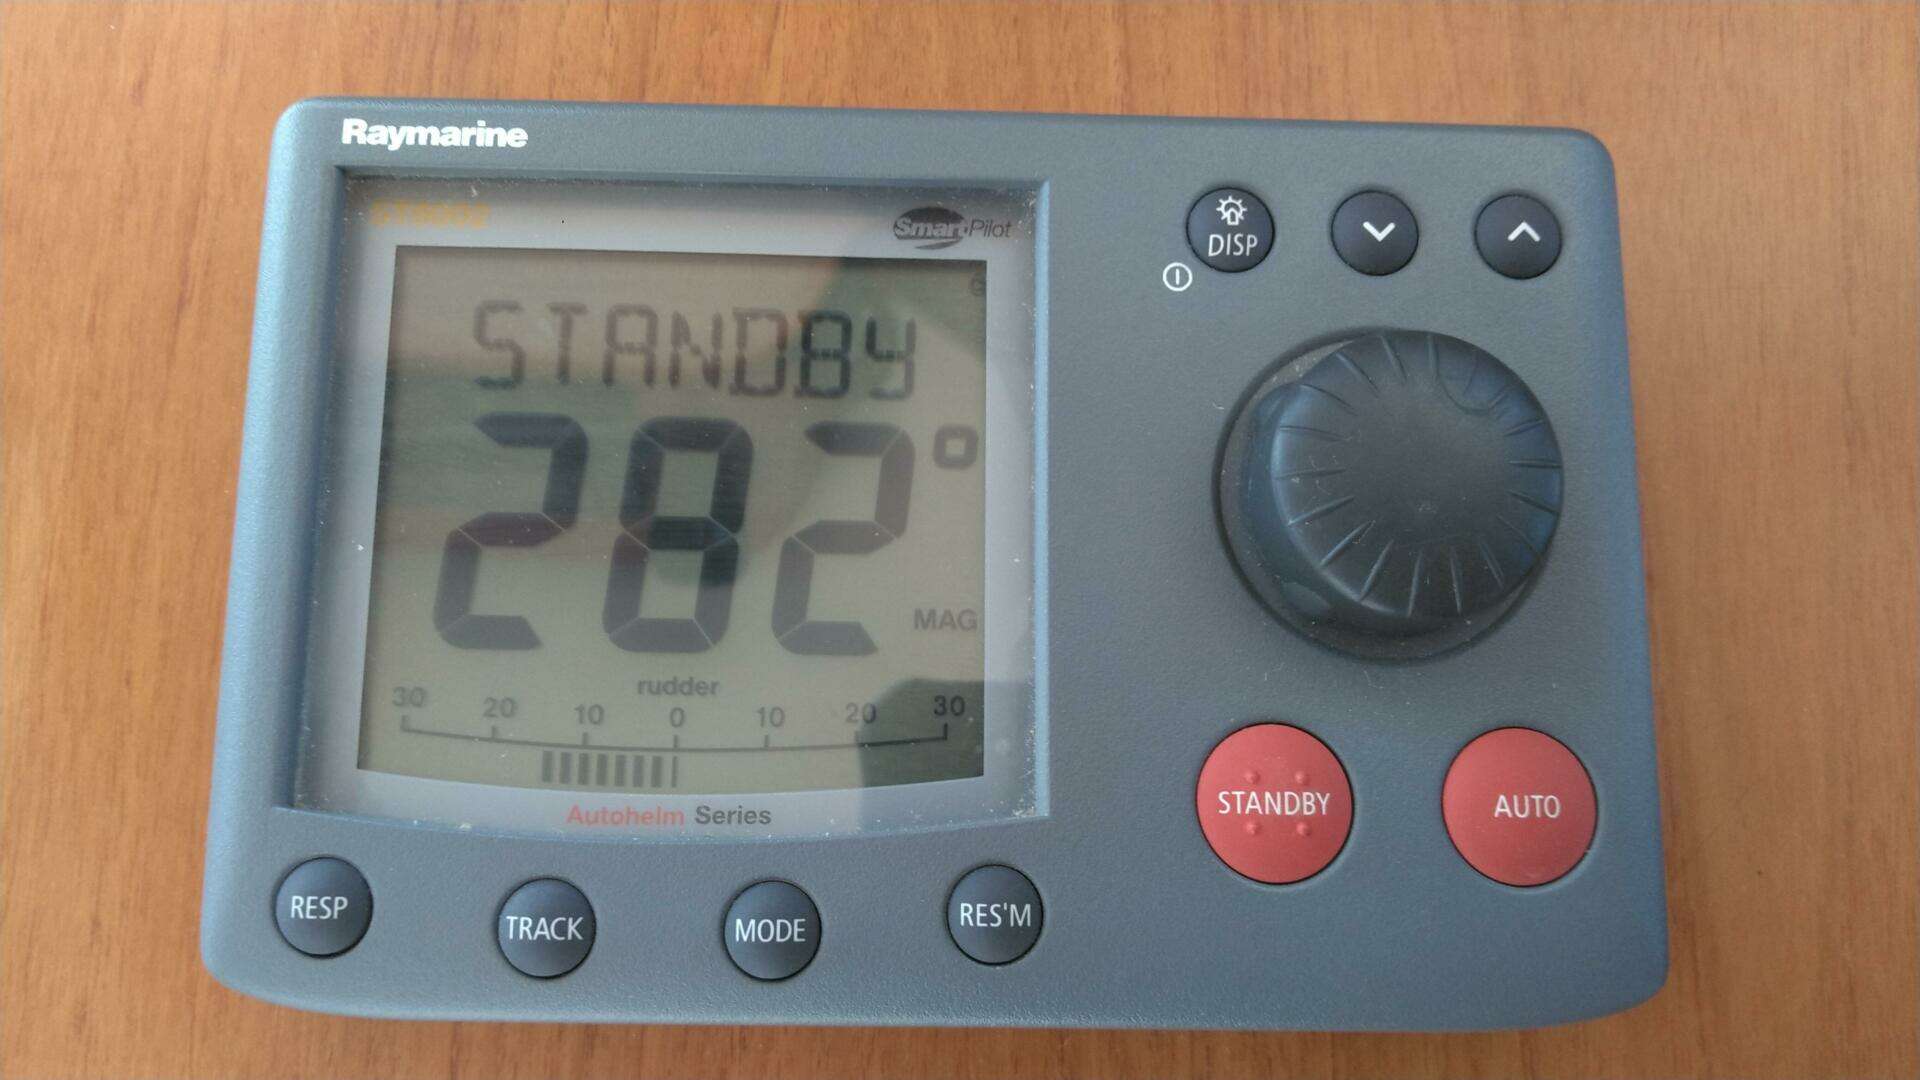 Raymarine
ST8002
SmartPilot
DISP
STANDBY
282°
MAG
rudder
30 20 10 0 10 20 30
Autohelm Series
STANDBY
AUTO
RESP
TRACK
MODE
RES'M